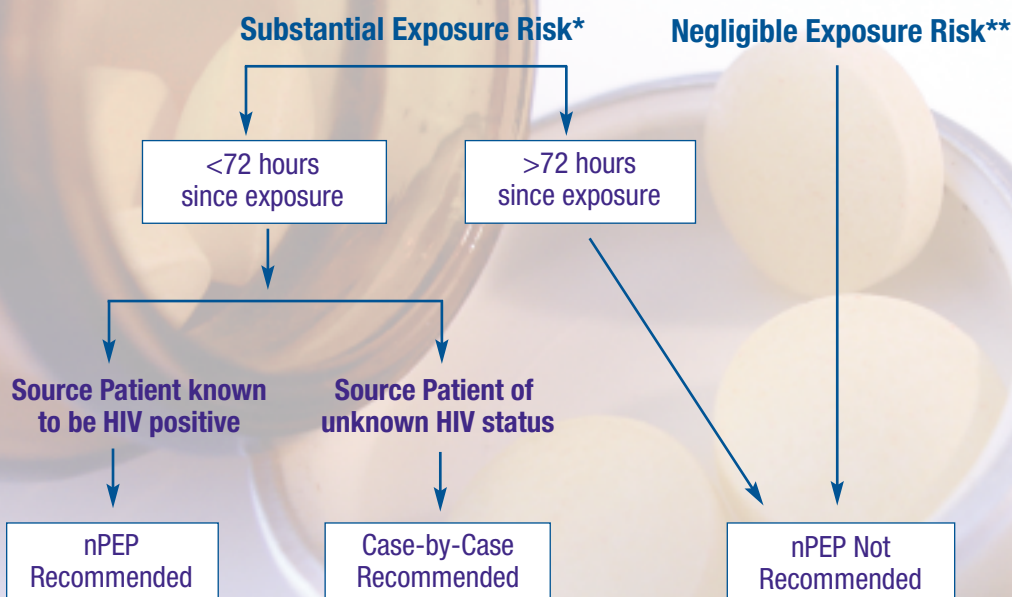 Substantial Exposure Risk*
Negligible Exposure Risk**
<72 hours
since exposure
>72 hours
since exposure
Source Patient known
to be HIV positive
Source Patient of
unknown HIV status
nPEP
Recommended
Case-by-Case
Recommended
nPEP Not
Recommended